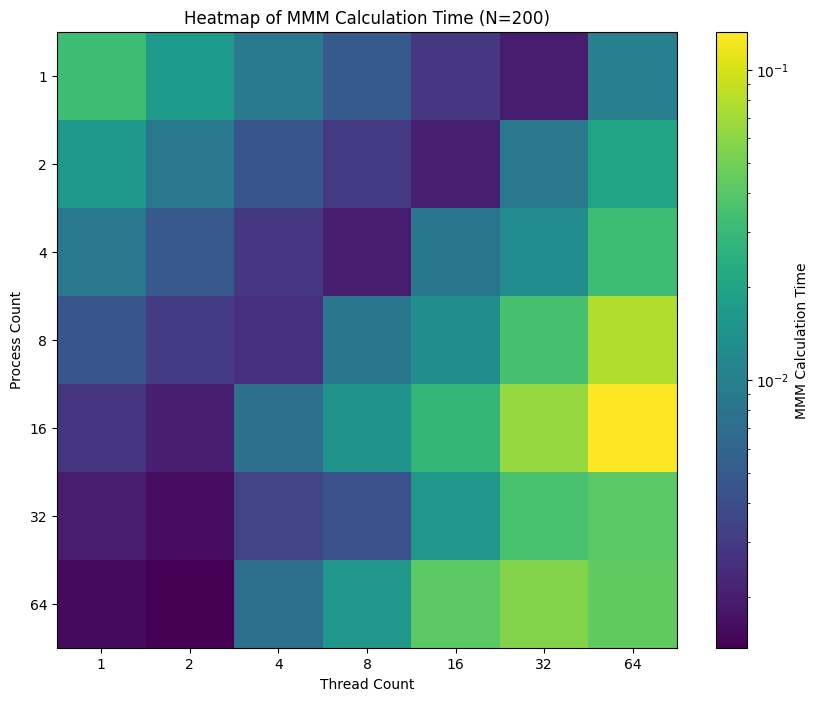 Heatmap of MMM Calculation Time (N=200)
Process Count
1
2
4
8
16
32
64
1 2 4 8 16 32 64
Thread Count
10⁻¹
10⁻²
MMM Calculation Time